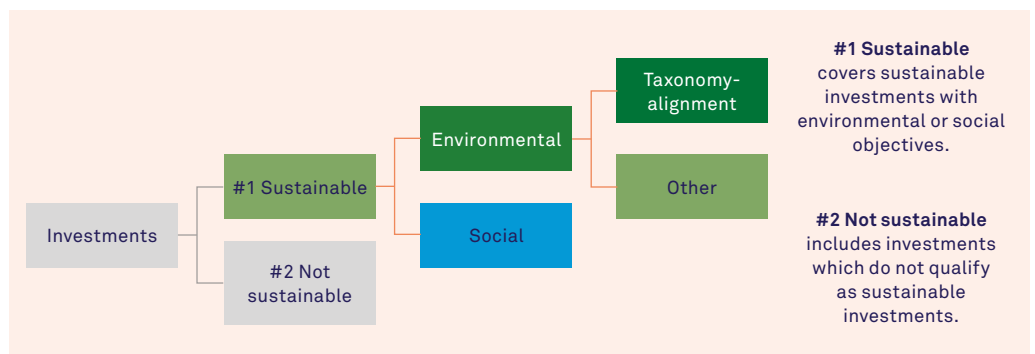 Investments
#1 Sustainable
#2 Not
sustainable
Environmental
Social
Taxonomy-
alignment
Other
#1 Sustainable
covers sustainable
investments with
environmental or social
objectives.
#2 Not sustainable
includes investments
which do not qualify
as sustainable
investments.